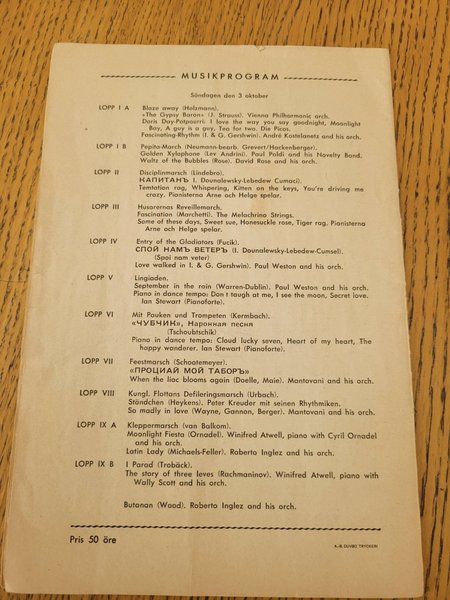 MUSIKPROGRAM
Söndagen den 3 oktober
LOPP I A Blaze away (Holzmann).
«The Gypsy Baron» (J. Strauss). Vienna Philharmonic orch.
Doris Day-Potpourri: I love the way you say goodnight, Moonlight
Bay, A guy is a guy, Tea for two. Die Picos.
Fascinating-Rhythm (I. & G. Gershwin). André Kostelanetz and his orch.
LOPP I B Pepita-March (Neumann-bearb. Grevert/Hackenberger).
Golden Xylophone (Lev Andrini). Paul Poldi and his Novelty Band.
Waltz of the Bubbles (Rose). David Rose and his orch.
LOPP II Disciplinmarsch (Lindebro).
КАПИТАНЪ (I. Dounalewsky-Lebedew Cumaci).
Temtation rag, Whispering, Kitten on the keys, You're driving me
crazy. Pianisterna Arne och Helge spelar.
LOPP III Husarernas Reveillemarch.
Fascination (Marchetti). The Melachrino Strings.
Some of these days, Sweet sue, Honesuckle rose, Tiger rag. Pianisterna
Arne och Helge spelar.
LOPP IV Entry of the Gladiators (Fucik).
СПОЙ НАМЪ ВЕТЕРЪ (I. Dounalewsky-Lebedew-Cumsel).
(Spoi nam veter)
Love walked in I. & G. Gershwin). Paul Weston and his orch.
LOPP V Lingiaden.
September in the rain (Warren-Dublin). Paul Weston and his orch.
Piano in dance tempo: Don t taugh at me, I see the moon, Secret love.
Ian Stewart (Pianoforte).
LOPP VI Mit Pauken und Trompeten (Kermbach).
«ЧУБЧИН», Наронная песня
(Tschoubtschik)
Piano in dance tempo: Cloud lucky seven, Heart of my heart, The
happy wanderer. Ian Stewart (Pianoforte).
LOPP VII Feestmarsch (Schootemeyer).
«ПРОЦИАЙ МОЙ ТАБОРЪ»
When the liac blooms again (Doelle, Maie). Mantovani and his orch.
LOPP VIII Kungl. Flottans Defileringsmarsch (Urbach).
Ständchen (Heykens). Peter Kreuder mit seinen Rhythmiken.
So madly in love (Wayne, Gannon, Berger). Mantovani and his orch.
LOPP IX A Kleppermarsch (van Balkom).
Moonlight Fiesta (Ornadel). Winifred Atwell, piano with Cyril Ornadel
and his orch.
Latin Lady (Michaels-Feller). Roberto Inglez and his orch.
LOPP IX B I Parad (Trobäck).
The story of three leves (Rachmaninov). Winifred Atwell, piano with
Wally Scott and his orch.
Butanan (Wood). Roberto Inglez and his orch.
Pris 50 öre
A.-B. DUVBO TRYCKERI